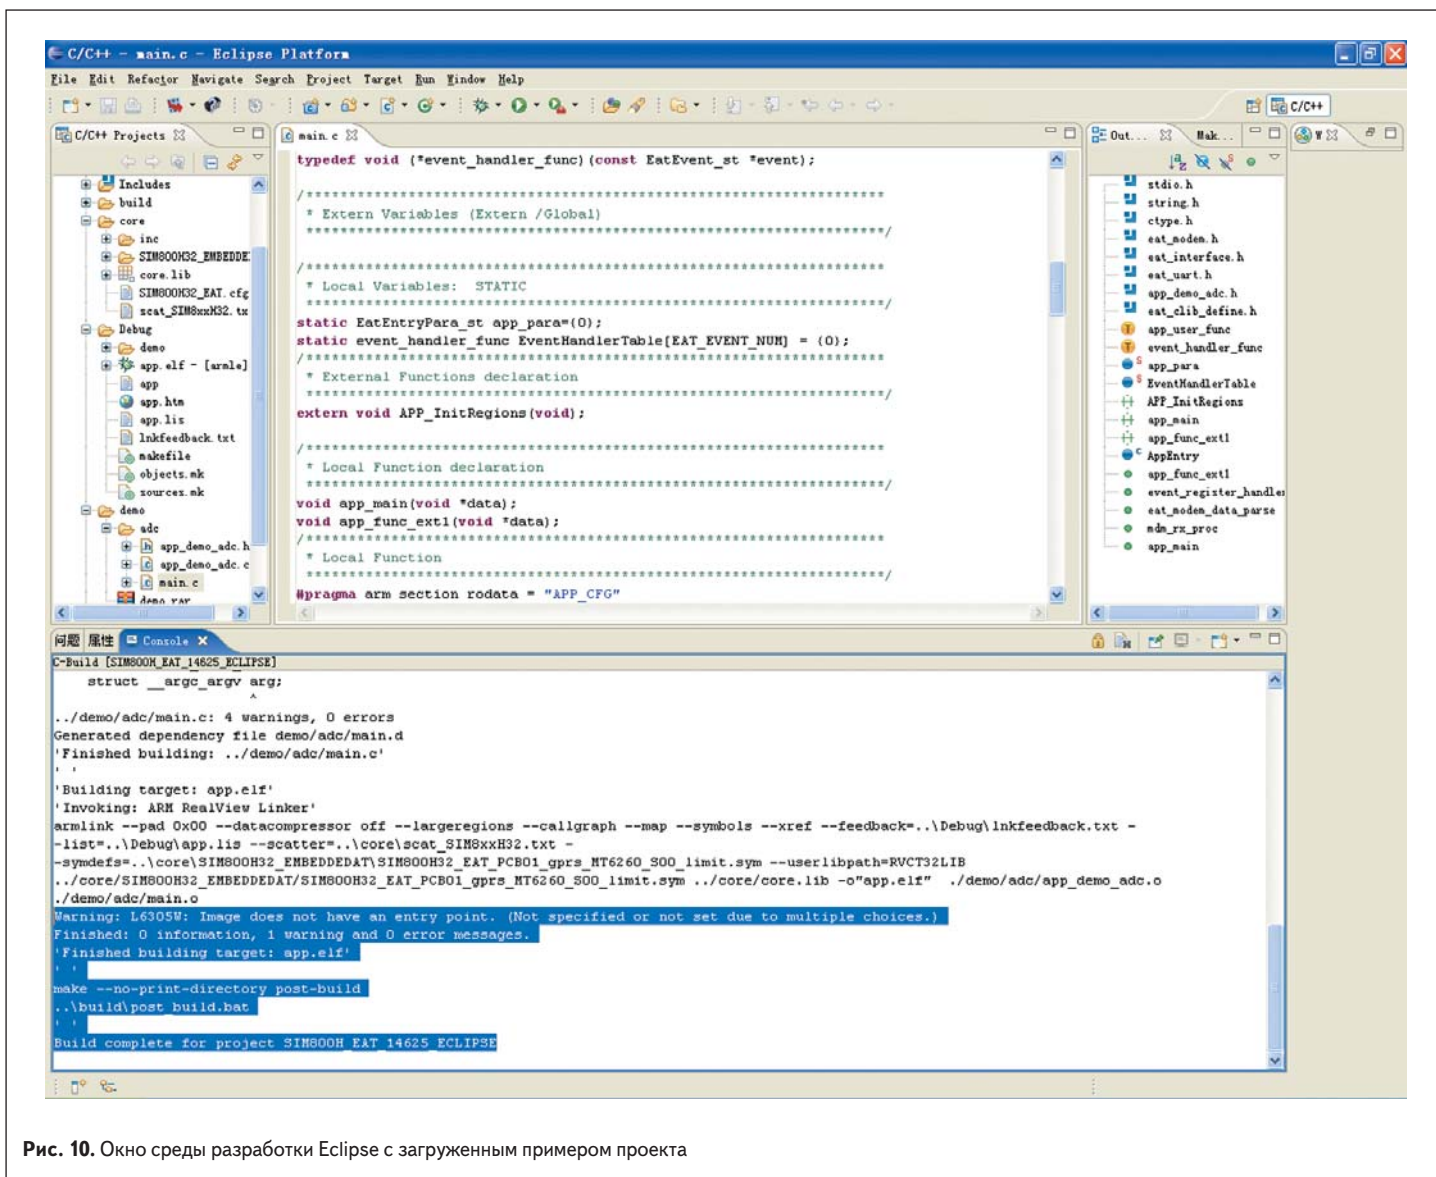 C/C++ - main.c - Eclipse Platform
File Edit Refactor Navigate Search Project Target Run Window Help
C/C++
C/C++ Projects
main.c
Out...
Mak...
W
Includes
build
core
inc
SIM800H32_EMBEDDE
core.lib
SIM800H32_EAT.cfg
scat_SIM8xxH32.tx
Debug
demo
app.elf - [armle]
app
app.htm
app.lis
lnkfeedback.txt
makefile
objects.mk
sources.mk
demo
adc
app_demo_adc.h
app_demo_adc.c
main.c
demo.rar
typedef void (*event_handler_func)(const EatEvent_st *event);
/********************************************************************
* Extern Variables (Extern /Global)
********************************************************************/
/********************************************************************
* Local Variables:  STATIC
********************************************************************/
static EatEntryPara_st app_para={0};
static event_handler_func EventHandlerTable[EAT_EVENT_NUM] = {0};
/********************************************************************
* External Functions declaration
********************************************************************/
extern void APP_InitRegions(void);
/********************************************************************
* Local Function declaration
********************************************************************/
void app_main(void *data);
void app_func_ext1(void *data);
/********************************************************************
* Local Function
********************************************************************/
#pragma arm section rodata = "APP_CFG"
stdio.h
string.h
ctype.h
eat_modem.h
eat_interface.h
eat_uart.h
app_demo_adc.h
eat_clib_define.h
app_user_func
event_handler_func
app_para
EventHandlerTable
APP_InitRegions
app_main
app_func_ext1
AppEntry
app_func_ext1
event_register_handler
eat_modem_data_parse
mdm_rx_proc
app_main
问题 属性 Console
C-Build [SIM800H_EAT_14625_ECLIPSE]
struct __argc_argv arg;
^
../demo/adc/main.c: 4 warnings, 0 errors
Generated dependency file demo/adc/main.d
'Finished building: ../demo/adc/main.c'
' '
'Building target: app.elf'
'Invoking: ARM RealView Linker'
armlink --pad 0x00 --datacompressor off --largeregions --callgraph --map --symbols --xref --feedback=..\Debug\lnkfeedback.txt -
-list=..\Debug\app.lis --scatter=..\core\scat_SIM8xxH32.txt -
-symdefs=..\core\SIM800H32_EMBEDDEDAT\SIM800H32_EAT_PCB01_gprs_MT6260_S00_limit.sym --userlibpath=RVCT32LIB
../core/SIM800H32_EMBEDDEDAT/SIM800H32_EAT_PCB01_gprs_MT6260_S00_limit.sym ../core/core.lib -o"app.elf"  ./demo/adc/app_demo_adc.o
./demo/adc/main.o
Warning: L6305W: Image does not have an entry point. (Not specified or not set due to multiple choices.)
Finished: 0 information, 1 warning and 0 error messages.
'Finished building target: app.elf'
' '
make --no-print-directory post-build
..\build\post_build.bat
' '
Build complete for project SIM800H_EAT_14625_ECLIPSE
Рис. 10. Окно среды разработки Eclipse с загруженным примером проекта